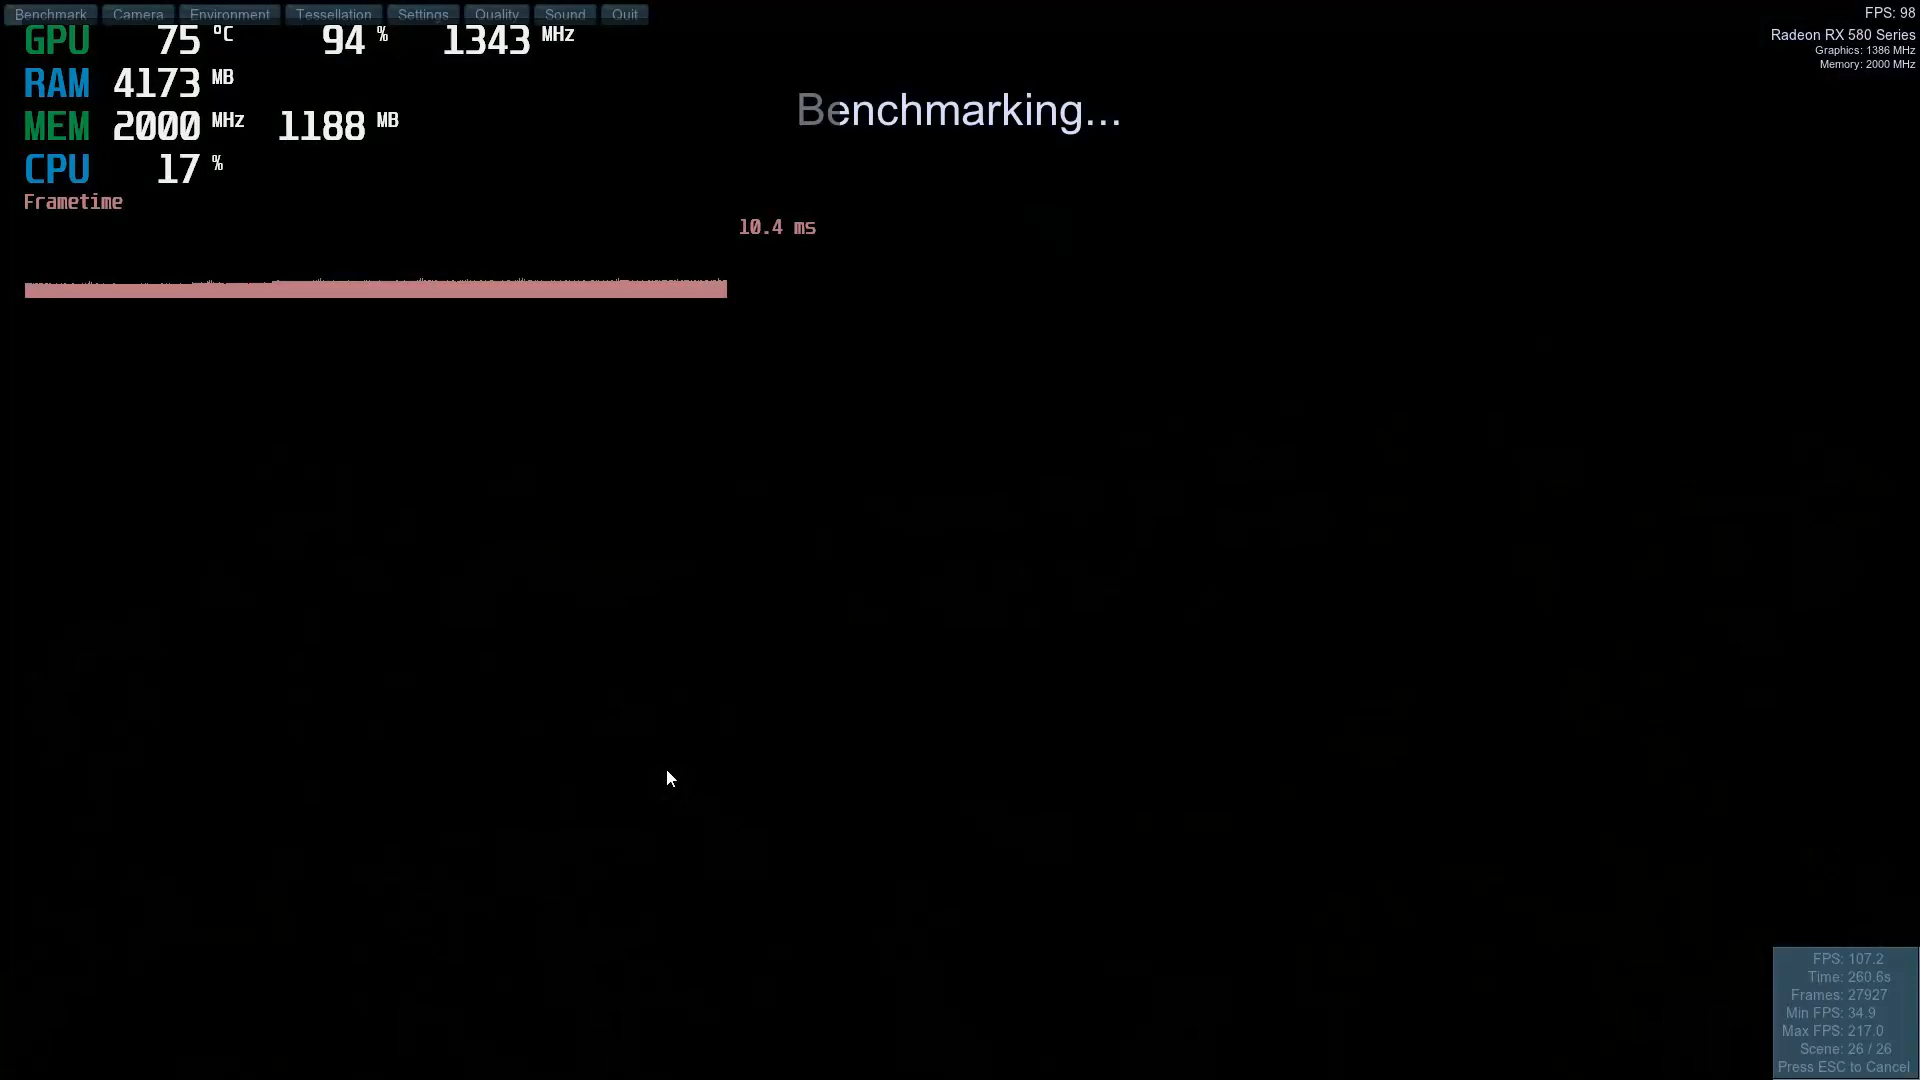 Benchmark Camera Environment Tessellation Settings Quality Sound Quit
FPS: 98
GPU 75 °C 94 % 1343 MHz
Radeon RX 580 Series
Graphics: 1386 MHz
Memory: 2000 MHz
RAM 4173 MB
Benchmarking...
MEM 2000 MHz 1188 MB
CPU 17 %
Frametime
10.4 ms
FPS: 107.2
Time: 260.6s
Frames: 27927
Min FPS: 34.9
Max FPS: 217.0
Scene: 26 / 26
Press ESC to Cancel